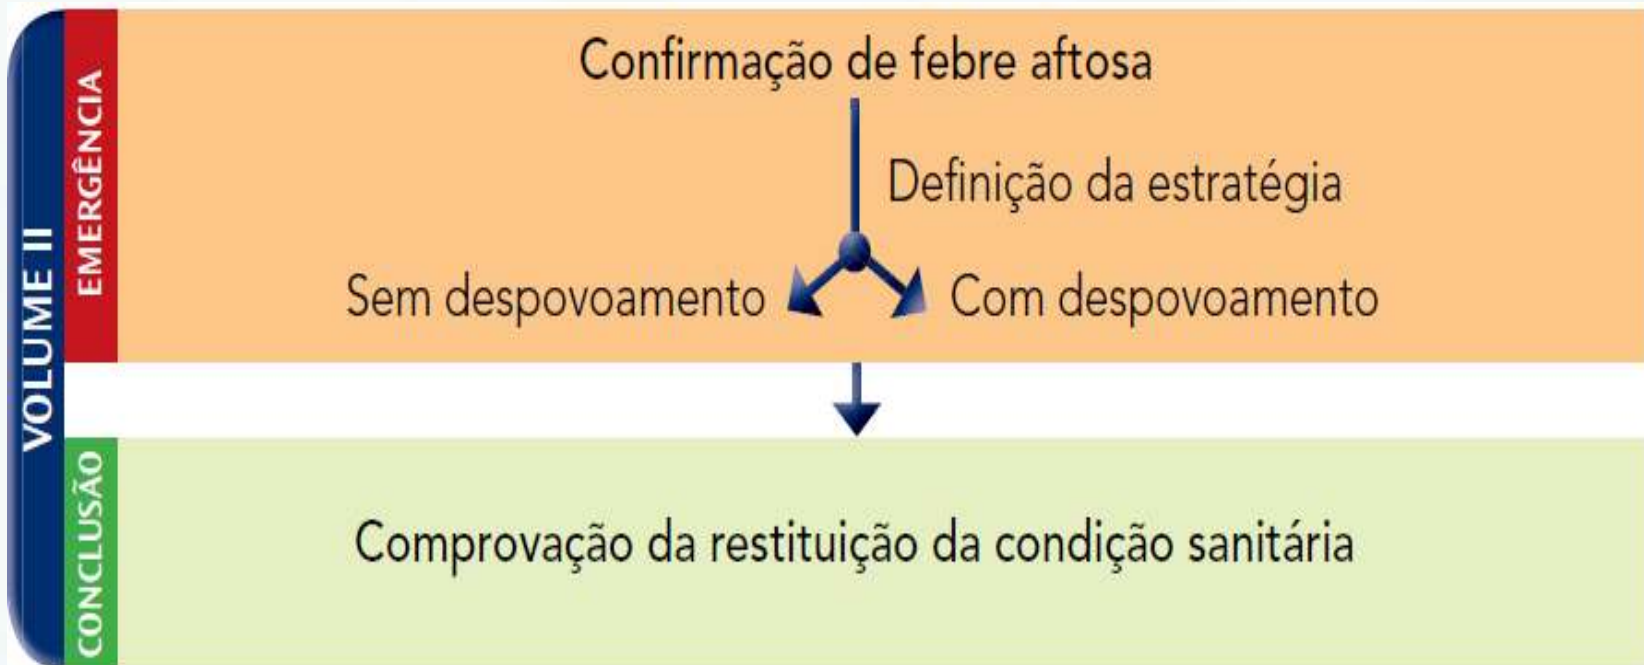 VOLUME II
EMERGÊNCIA
Confirmação de febre aftosa
Definição da estratégia
Sem despovoamento
Com despovoamento
CONCLUSÃO
Comprovação da restituição da condição sanitária